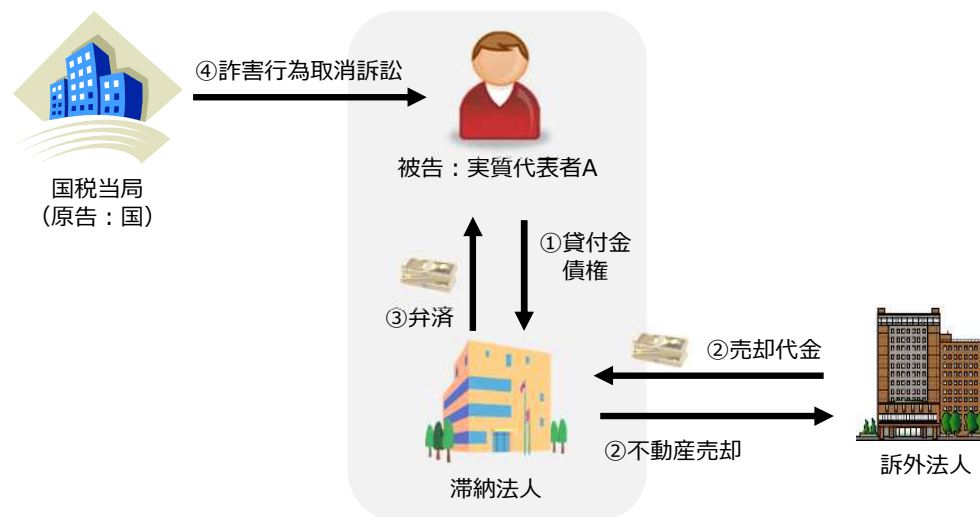 ④詐害行為取消訴訟
国税当局
（原告：国）
被告：実質代表者A
①貸付金
債権
③弁済
②売却代金
②不動産売却
滞納法人
訴外法人